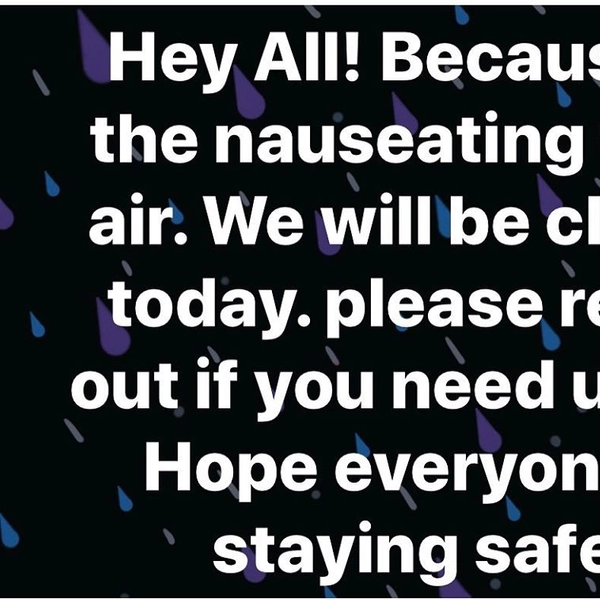 Hey All! Becaus
the nauseating
air. We will be cl
today. please re
out if you need u
Hope everyon
staying safe